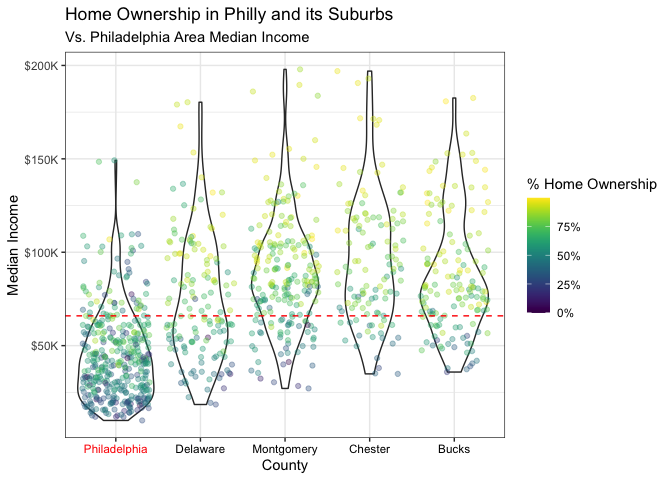 Home Ownership in Philly and its Suburbs
Vs. Philadelphia Area Median Income
$200K
$150K
$100K
$50K
Median Income
Philadelphia
Delaware
Montgomery
Chester
Bucks
County
% Home Ownership
75%
50%
25%
0%